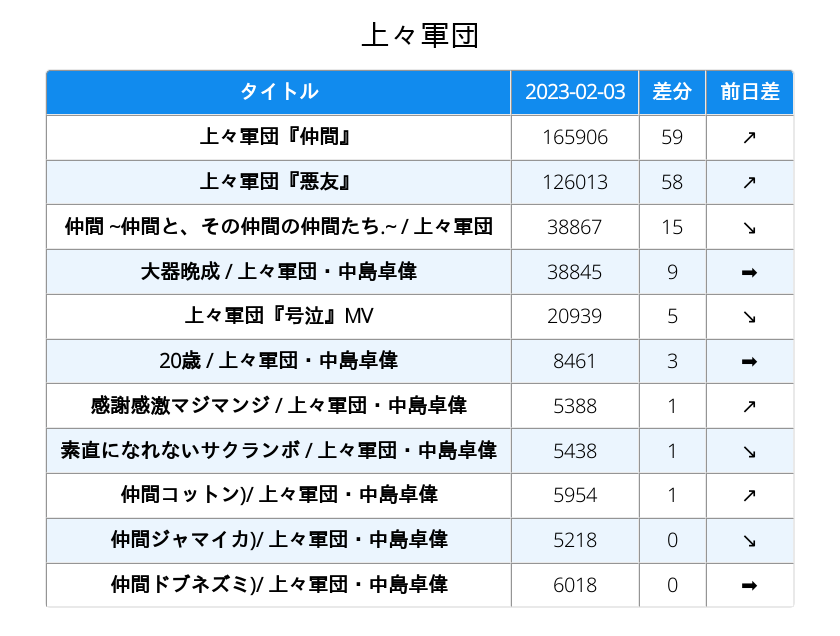 上々軍団
タイトル 2023-02-03 差分 前日差
上々軍団『仲間』 165906 59 ↗
上々軍団『悪友』 126013 58 ↗
仲間 ~仲間と、その仲間の仲間たち.~ / 上々軍団 38867 15 ↘
大器晩成 / 上々軍団・中島卓偉 38845 9 ➡
上々軍団『号泣』MV 20939 5 ↘
20歳 / 上々軍団・中島卓偉 8461 3 ➡
感謝感激マジマンジ / 上々軍団・中島卓偉 5388 1 ↗
素直になれないサクランボ / 上々軍団・中島卓偉 5438 1 ↘
仲間コットン)/ 上々軍団・中島卓偉 5954 1 ↗
仲間ジャマイカ)/ 上々軍団・中島卓偉 5218 0 ↘
仲間ドブネズミ)/ 上々軍団・中島卓偉 6018 0 ➡